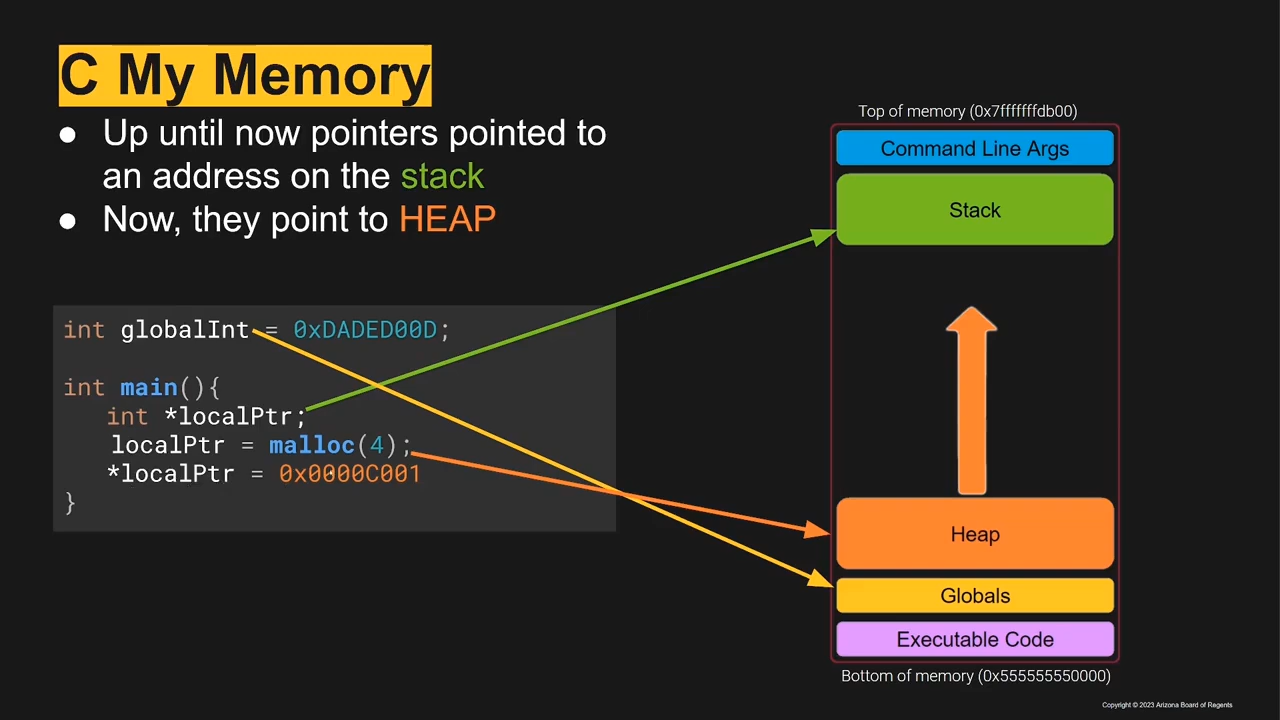 C My Memory
● Up until now pointers pointed to
an address on the stack
● Now, they point to HEAP
int globalInt = 0xDADED00D;
int main(){
int *localPtr;
localPtr = malloc(4);
*localPtr = 0x0000C001
}
Top of memory (0x7fffffffdb00)
Command Line Args
Stack
Heap
Globals
Executable Code
Bottom of memory (0x555555550000)
Copyright © 2023 Arizona Board of Regents